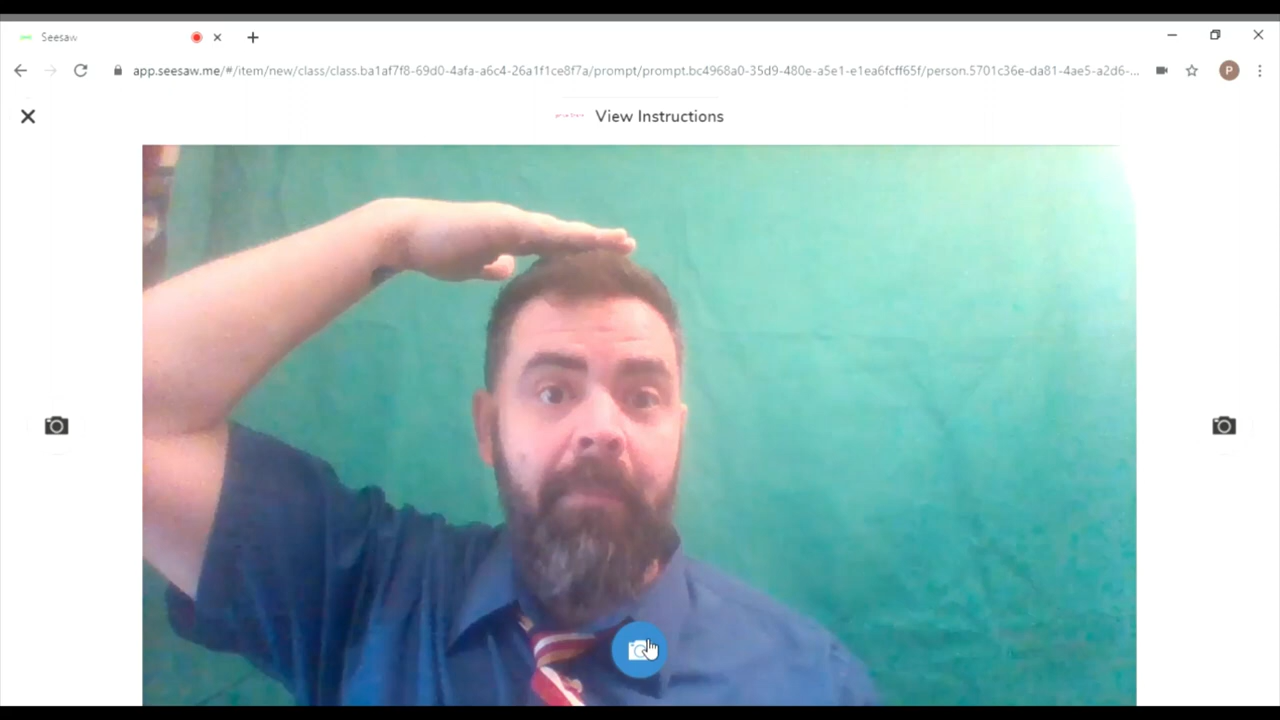 Seesaw
app.seesaw.me/#/item/new/class/class.ba1af7f8-69d0-4afa-a6c4-26a1f1ce8f7a/prompt/prompt.bc4968a0-35d9-480e-a5e1-e1ea6fcff65f/person.5701c36e-da81-4ae5-a2d6-...
P
View Instructions